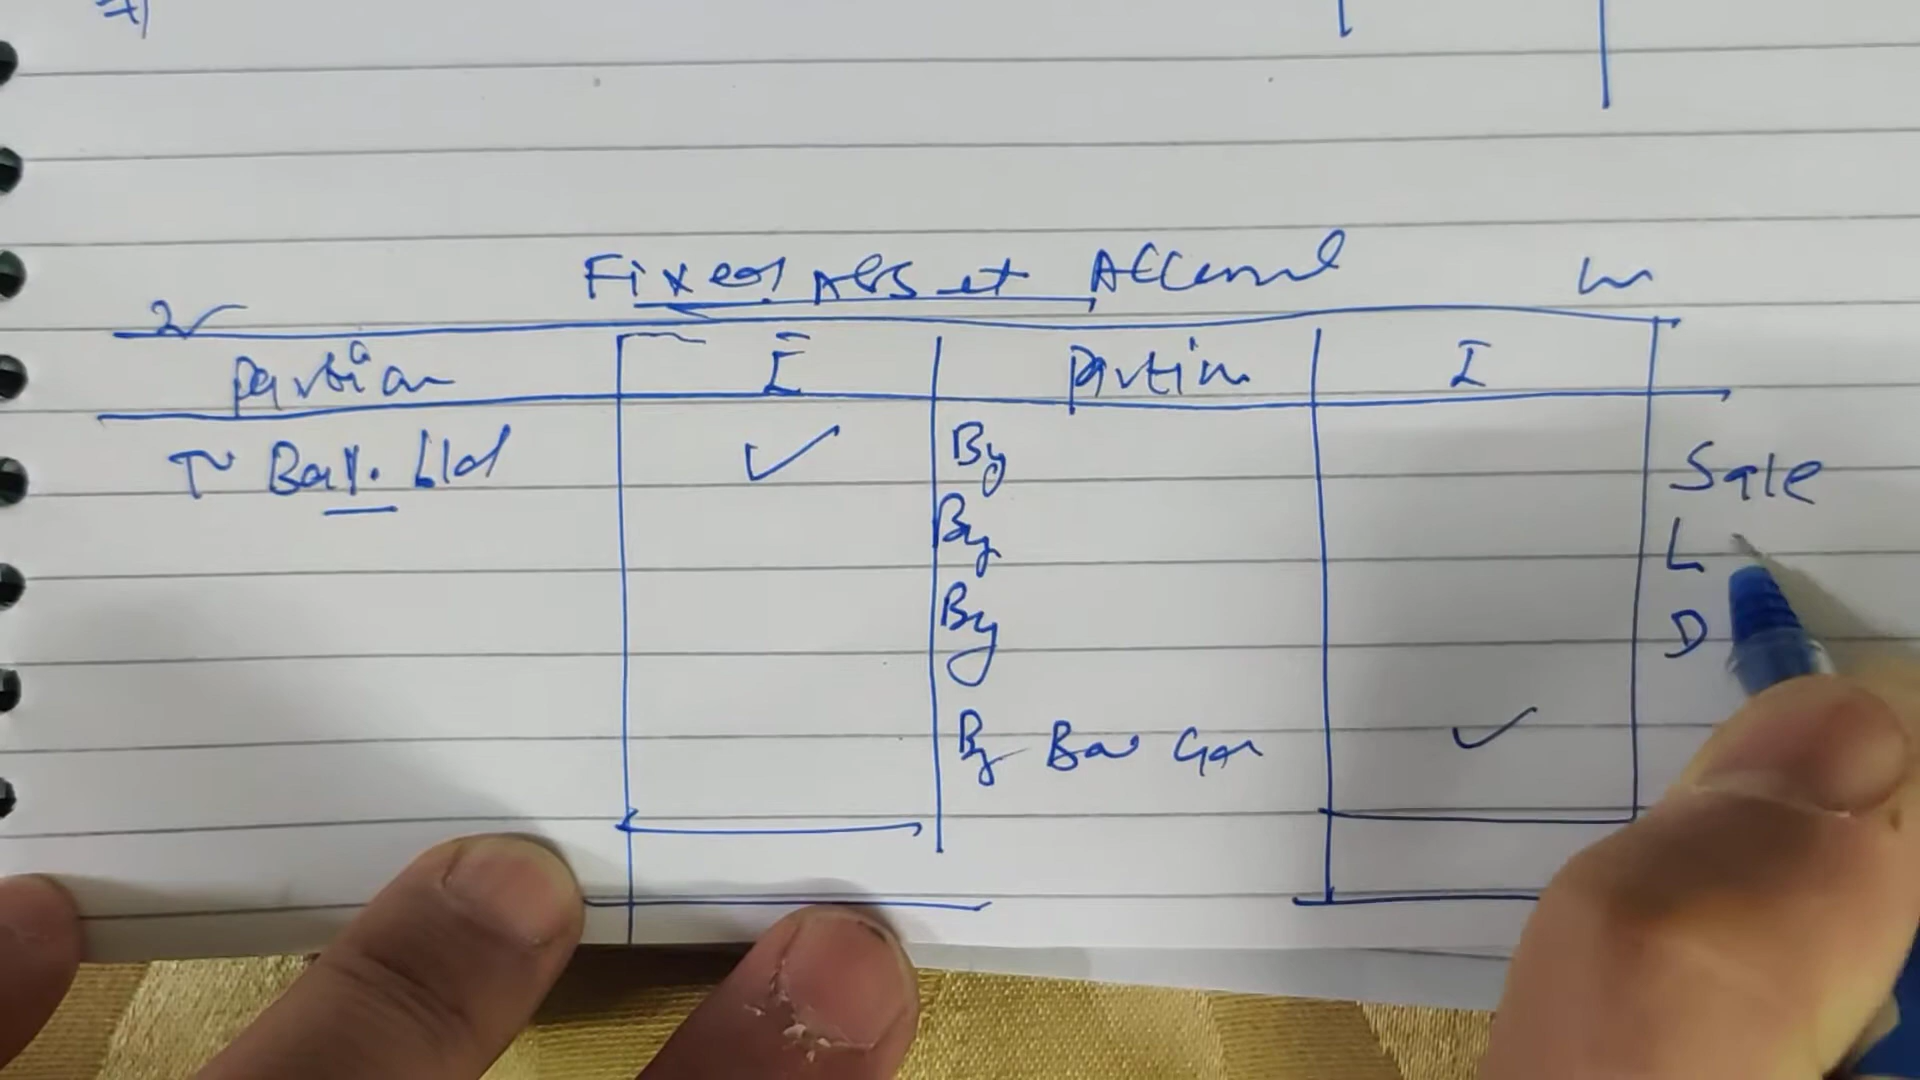 Fixed Asset Account
Particular ₹ Particular ₹
To Bal. b/d ✓ By Sale
By L
By D
By Bal ✓